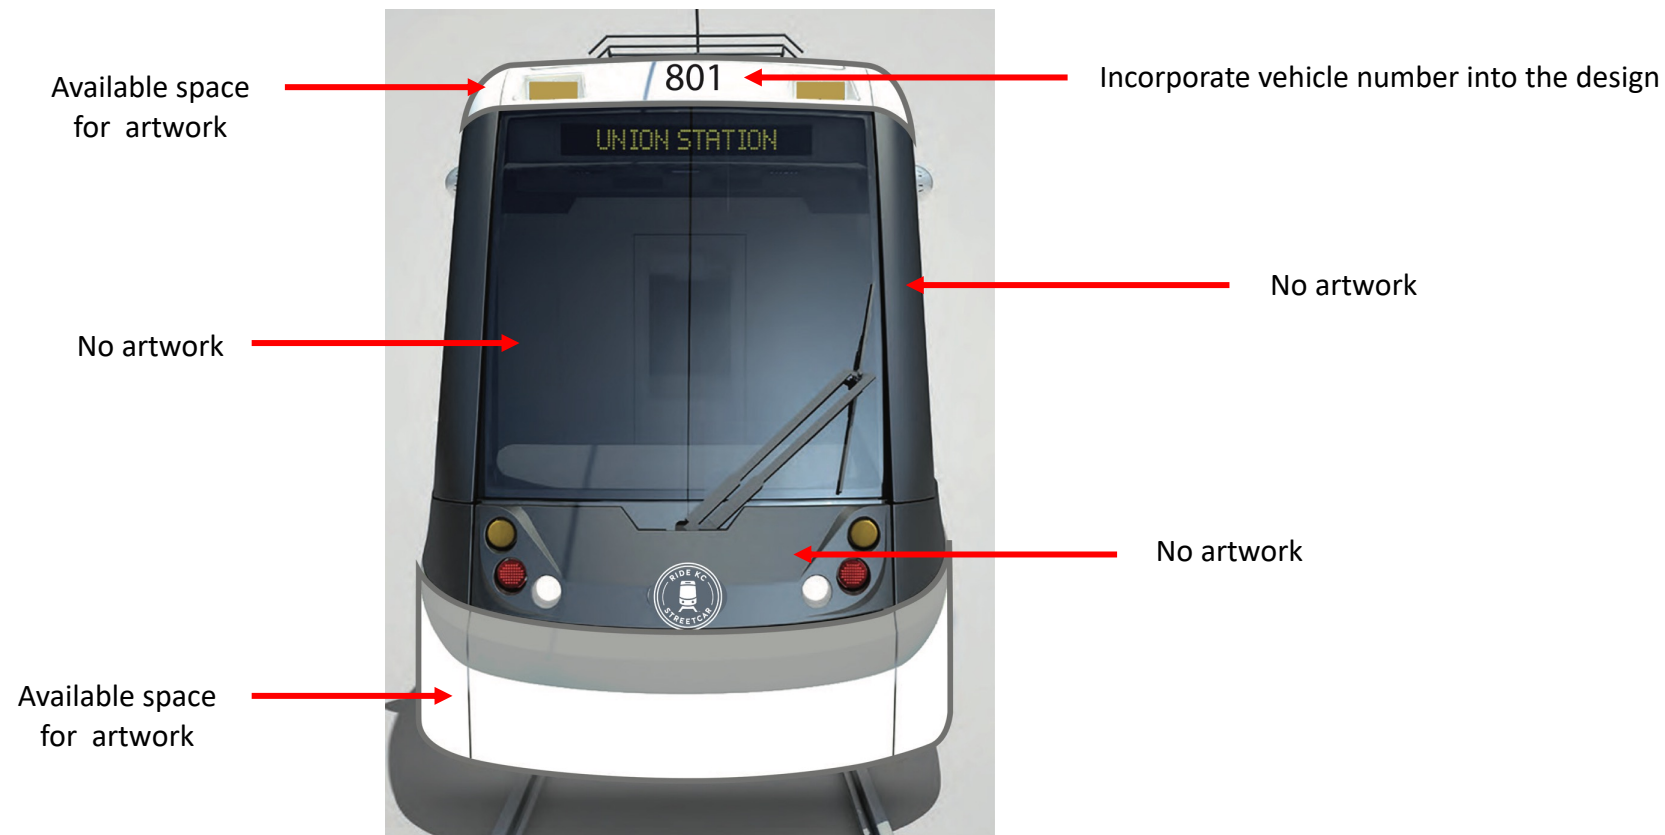 801
Incorporate vehicle number into the design
Available space
for artwork
UNION STATION
No artwork
No artwork
No artwork
RIDE KC
STREETCAR
Available space
for artwork